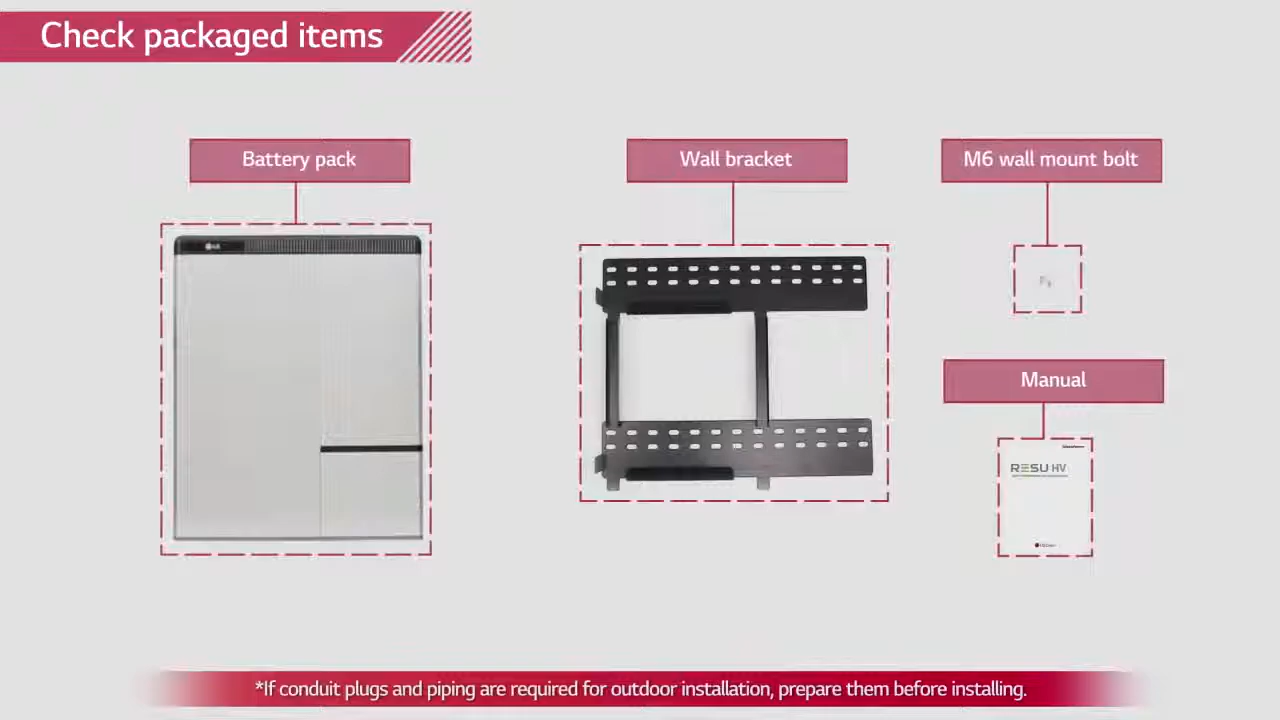 Check packaged items
Battery pack
Wall bracket
M6 wall mount bolt
LG
Manual
RESU HV
*If conduit plugs and piping are required for outdoor installation, prepare them before installing.